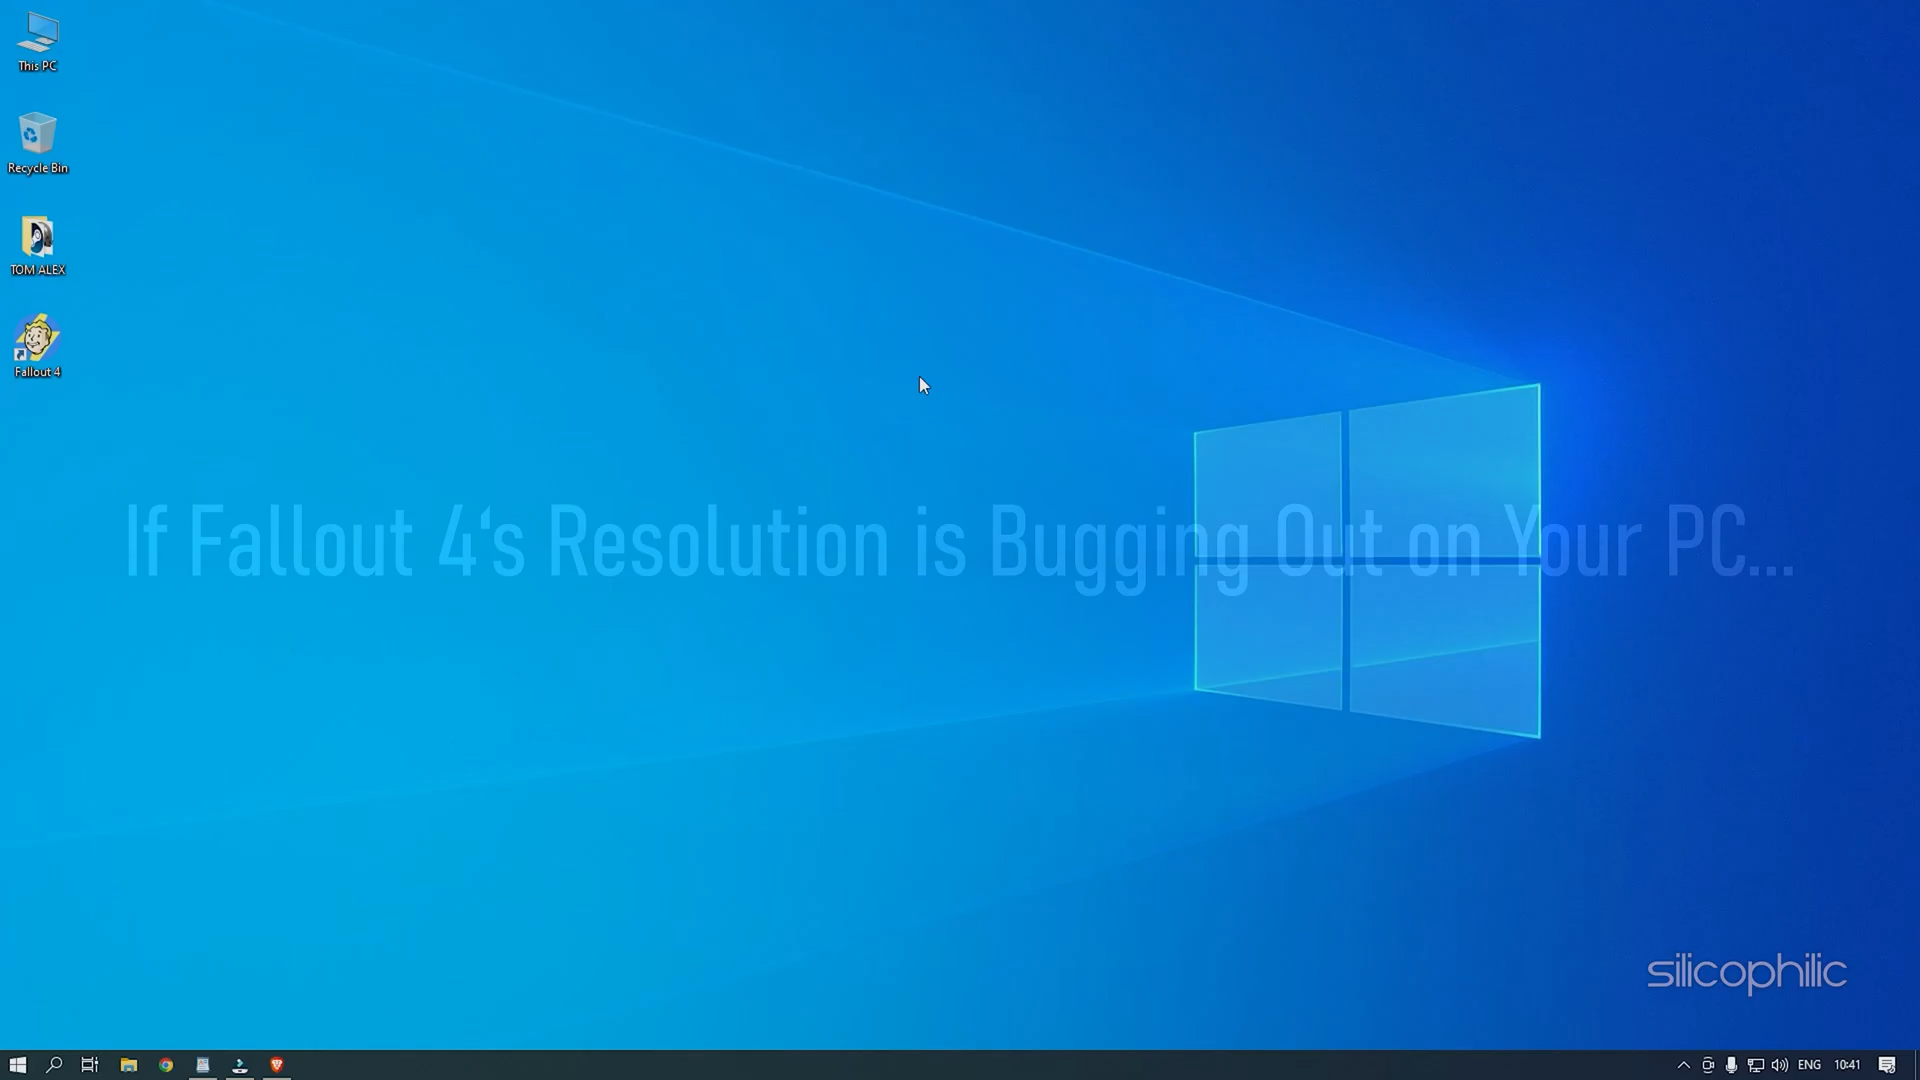 This PC
Recycle Bin
TOM ALEX
Fallout 4
If Fallout 4's Resolution is Bugging Out on Your PC...
silicophilic
ENG
10:41